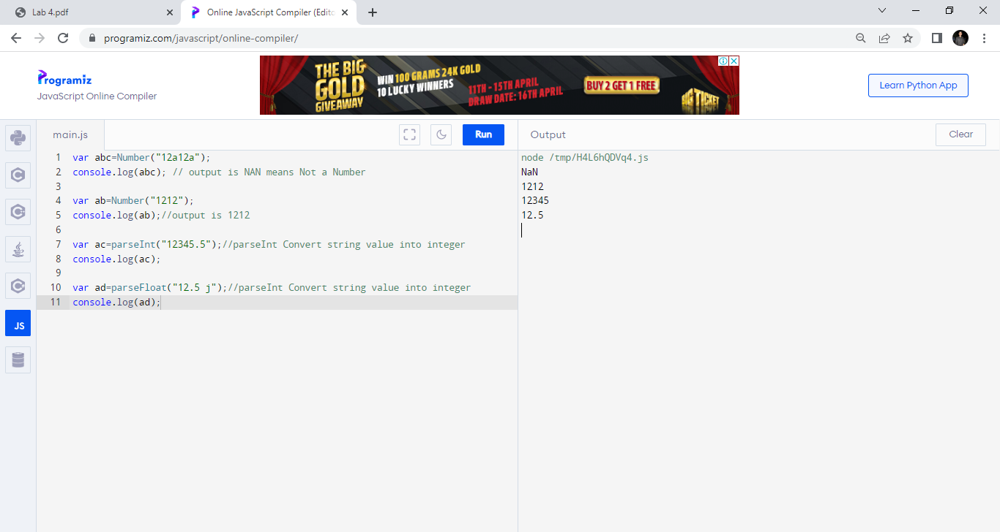 Lab 4.pdf
Online JavaScript Compiler (Edito
programiz.com/javascript/online-compiler/
Programiz
JavaScript Online Compiler
THE BIG
GOLD
GIVEAWAY
WIN 100 GRAMS 24K GOLD
10 LUCKY WINNERS
11TH - 15TH APRIL
DRAW DATE: 16TH APRIL
BUY 2 GET 1 FREE
BIG TICKET
Learn Python App
main.js
Run
Output
Clear
1 var abc=Number("12a12a");
2 console.log(abc); // output is NAN means Not a Number
3
4 var ab=Number("1212");
5 console.log(ab);//output is 1212
6
7 var ac=parseInt("12345.5");//parseInt Convert string value into integer
8 console.log(ac);
9
10 var ad=parseFloat("12.5 j");//parseInt Convert string value into integer
11 console.log(ad);
node /tmp/H4L6hQDVq4.js
NaN
1212
12345
12.5
JS